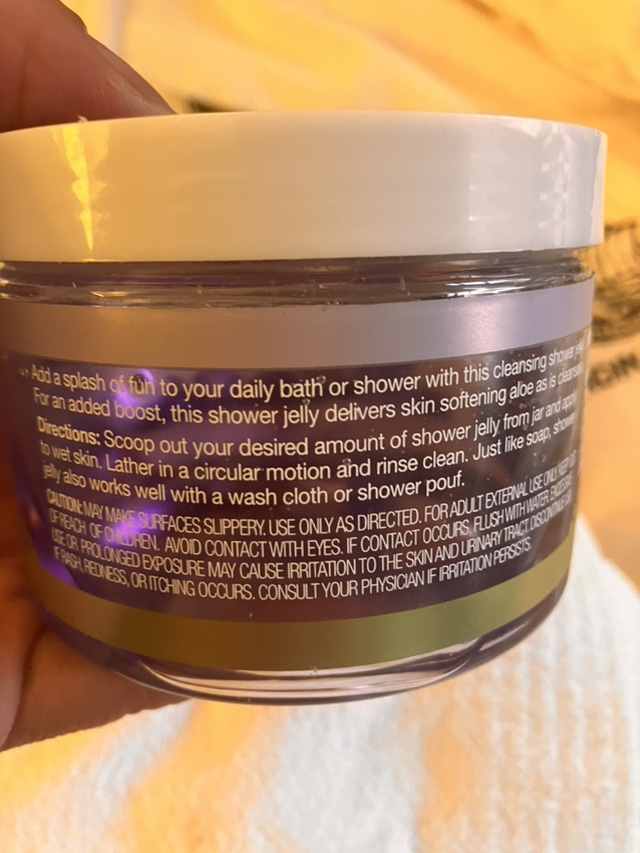 Add a splash of fun to your daily bath or shower with this cleansing shower jelly.
For an added boost, this shower jelly delivers skin softening aloe as is cleanses.
Directions: Scoop out your desired amount of shower jelly from jar and apply
to wet skin. Lather in a circular motion and rinse clean. Just like soap, shower
jelly also works well with a wash cloth or shower pouf.
CAUTION: MAY MAKE SURFACES SLIPPERY. USE ONLY AS DIRECTED. FOR ADULT EXTERNAL USE ONLY. KEEP OUT
OF REACH OF CHILDREN. AVOID CONTACT WITH EYES. IF CONTACT OCCURS, FLUSH WITH WATER. EXCESSIVE
USE OR PROLONGED EXPOSURE MAY CAUSE IRRITATION TO THE SKIN AND URINARY TRACT. DISCONTINUE USE
IF RASH, REDNESS, OR ITCHING OCCURS. CONSULT YOUR PHYSICIAN IF IRRITATION PERSISTS.